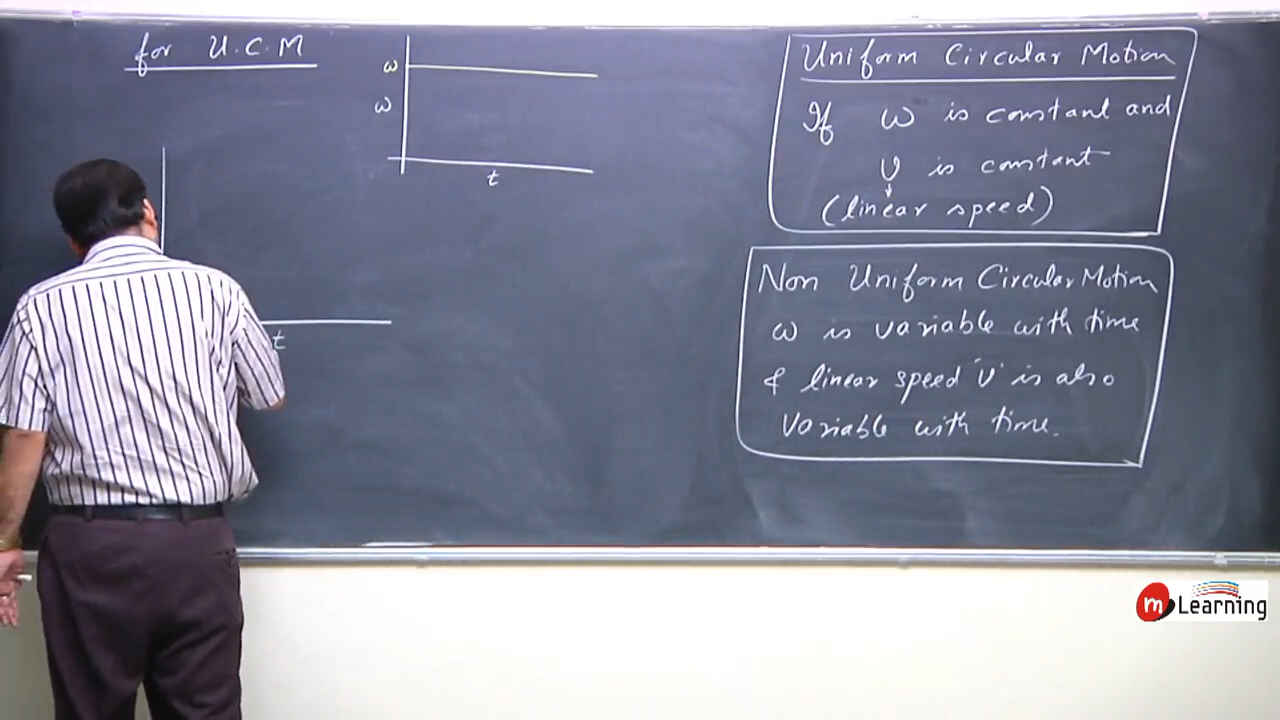 for U.C.M
ω
ω
t
t
Uniform Circular Motion
If ω is constant and
v is constant
(linear speed)
Non Uniform Circular Motion
ω is variable with time
& linear speed 'v' is also
variable with time.
m Learning